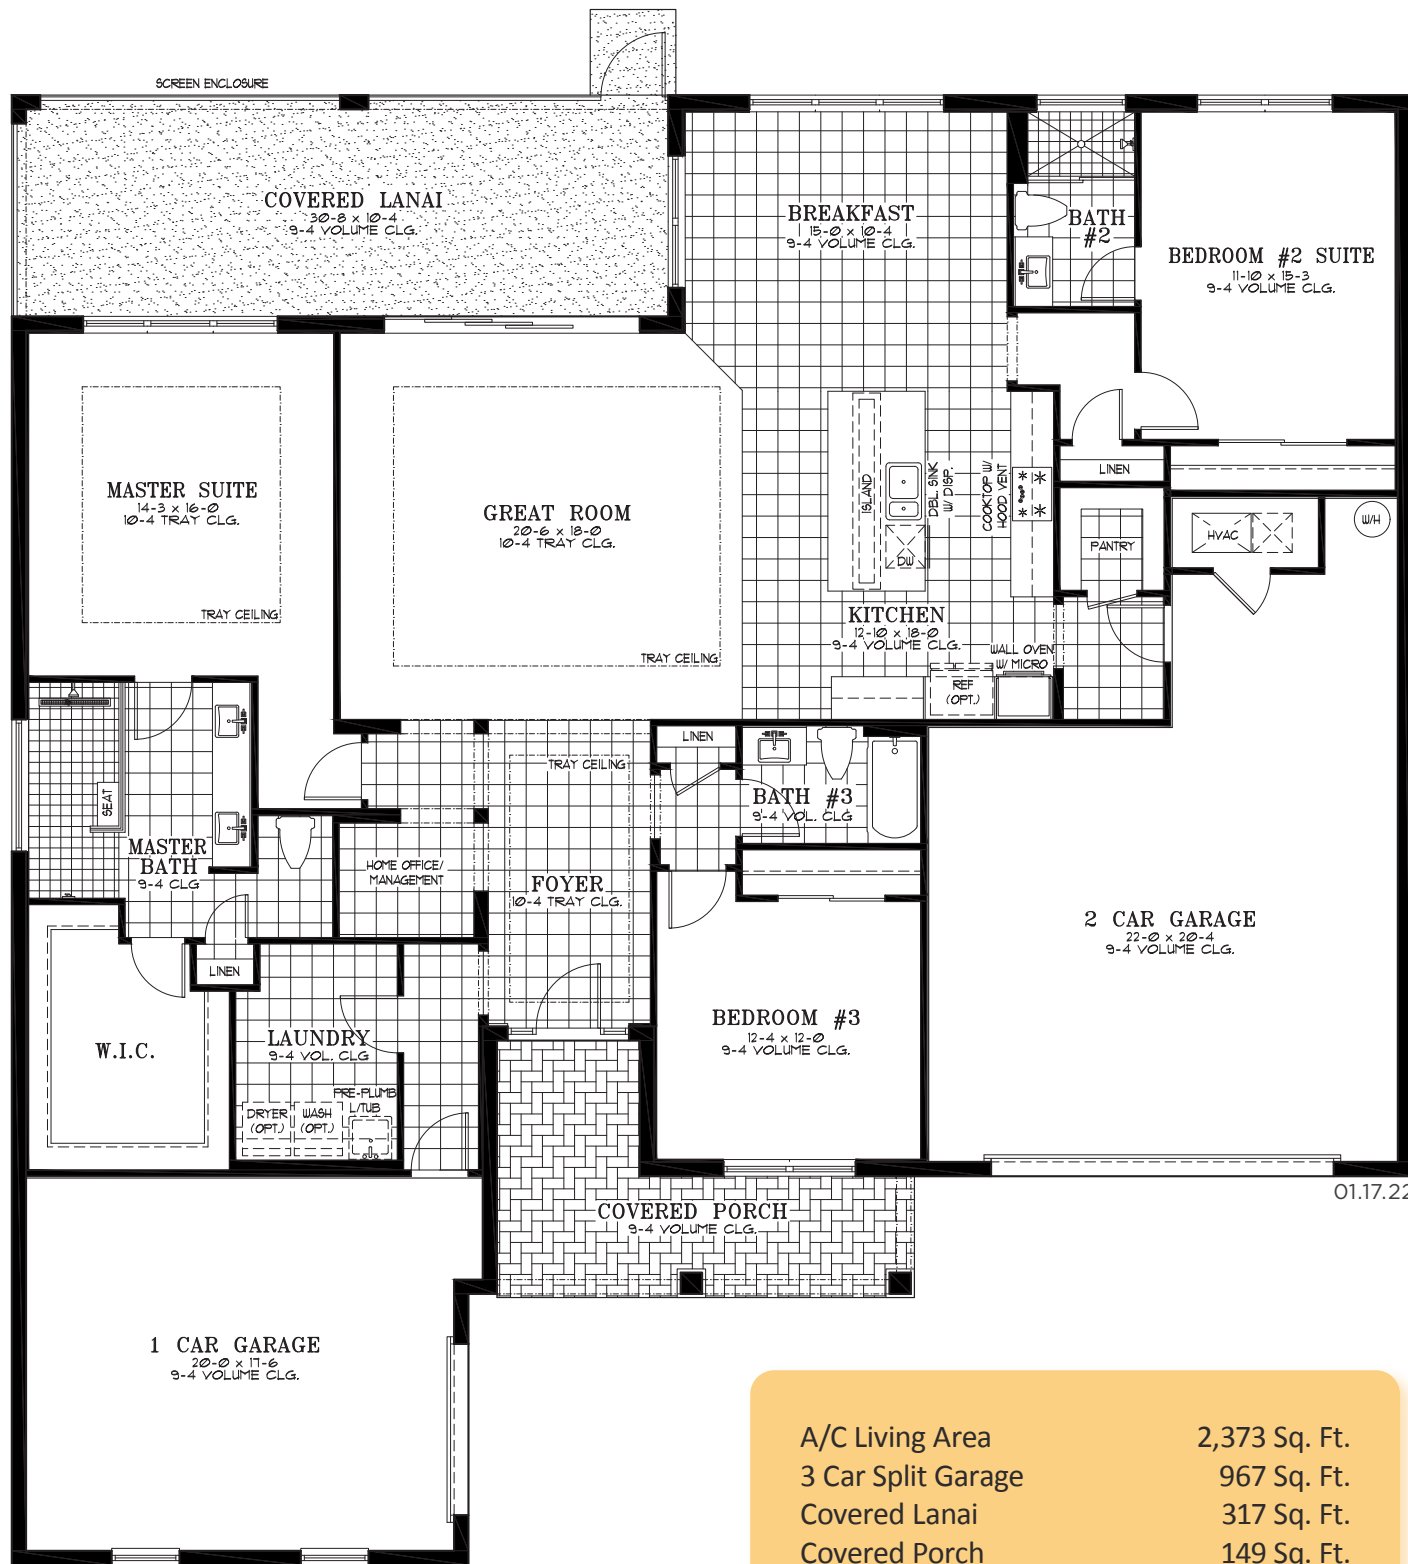 SCREEN ENCLOSURE
COVERED LANAI
30-8 x 10-4
9-4 VOLUME CLG.
BREAKFAST
15-0 x 10-4
9-4 VOLUME CLG.
BATH
#2
BEDROOM #2 SUITE
11-10 x 15-3
9-4 VOLUME CLG.
MASTER SUITE
14-3 x 16-0
10-4 TRAY CLG.
TRAY CEILING
GREAT ROOM
20-6 x 18-0
10-4 TRAY CLG.
TRAY CEILING
ISLAND
DBL. SINK
W/ DISP.
DW
COOKTOP W/
HOOD VENT
LINEN
PANTRY
HVAC
W/H
KITCHEN
12-10 x 18-0
9-4 VOLUME CLG.
WALL OVEN
W/ MICRO
REF
(OPT.)
SEAT
MASTER
BATH
9-4 CLG
HOME OFFICE/
MANAGEMENT
TRAY CEILING
FOYER
10-4 TRAY CLG.
LINEN
BATH #3
9-4 VOL. CLG
2 CAR GARAGE
22-0 x 20-4
9-4 VOLUME CLG.
LINEN
W.I.C.
LAUNDRY
9-4 VOL. CLG
PRE-PLUMB
L/TUB
DRYER
(OPT.)
WASH
(OPT.)
BEDROOM #3
12-4 x 12-0
9-4 VOLUME CLG.
01.17.22
COVERED PORCH
9-4 VOLUME CLG.
1 CAR GARAGE
20-0 x 17-6
9-4 VOLUME CLG.
A/C Living Area 2,373 Sq. Ft.
3 Car Split Garage 967 Sq. Ft.
Covered Lanai 317 Sq. Ft.
Covered Porch 149 Sq. Ft.